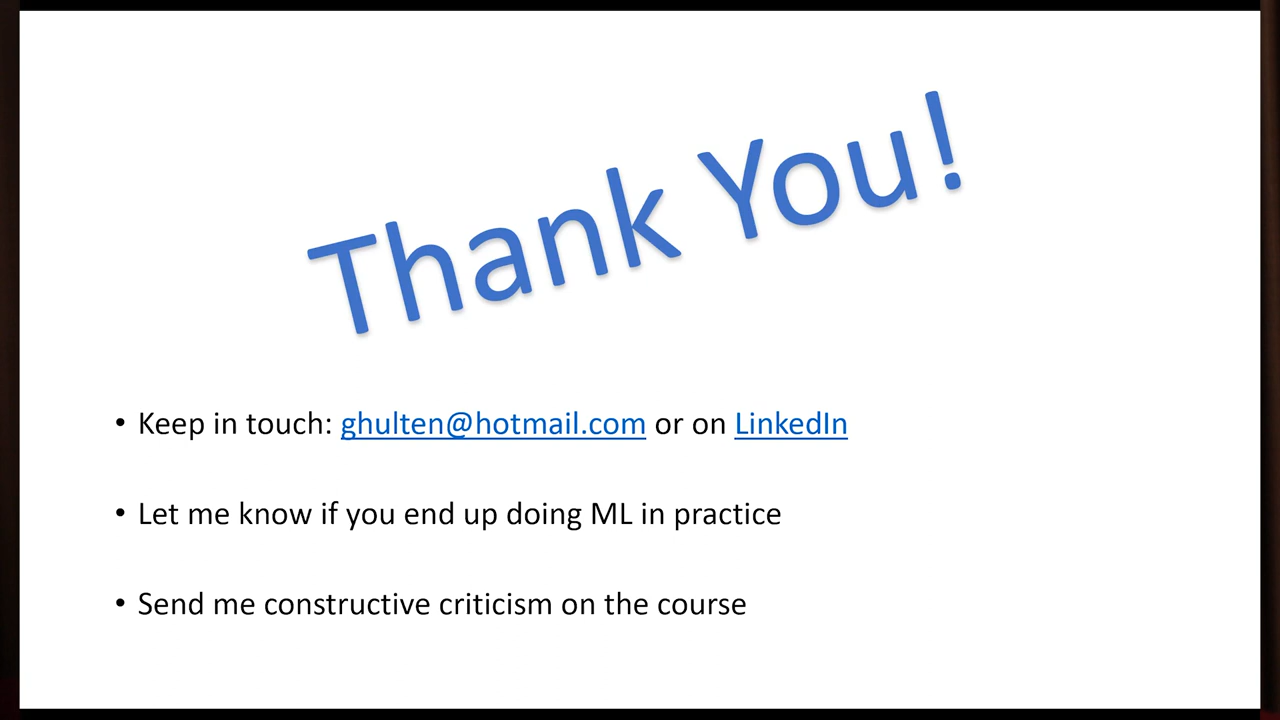 Thank You!
• Keep in touch: ghulten@hotmail.com or on LinkedIn
• Let me know if you end up doing ML in practice
• Send me constructive criticism on the course